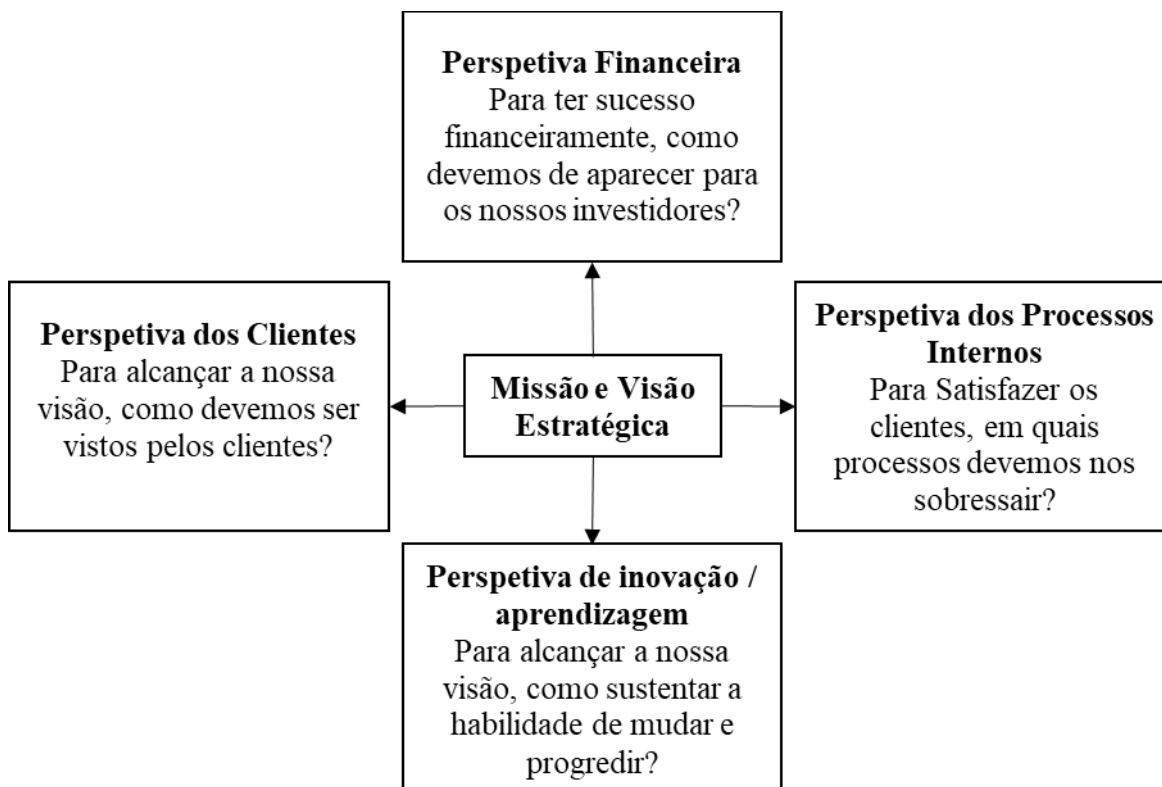 Perspetiva Financeira
Para ter sucesso
financeiramente, como
devemos de aparecer para
os nossos investidores?
Perspetiva dos Clientes
Para alcançar a nossa
visão, como devemos ser
vistos pelos clientes?
Missão e Visão
Estratégica
Perspetiva dos Processos
Internos
Para Satisfazer os
clientes, em quais
processos devemos nos
sobressair?
Perspetiva de inovação /
aprendizagem
Para alcançar a nossa
visão, como sustentar a
habilidade de mudar e
progredir?